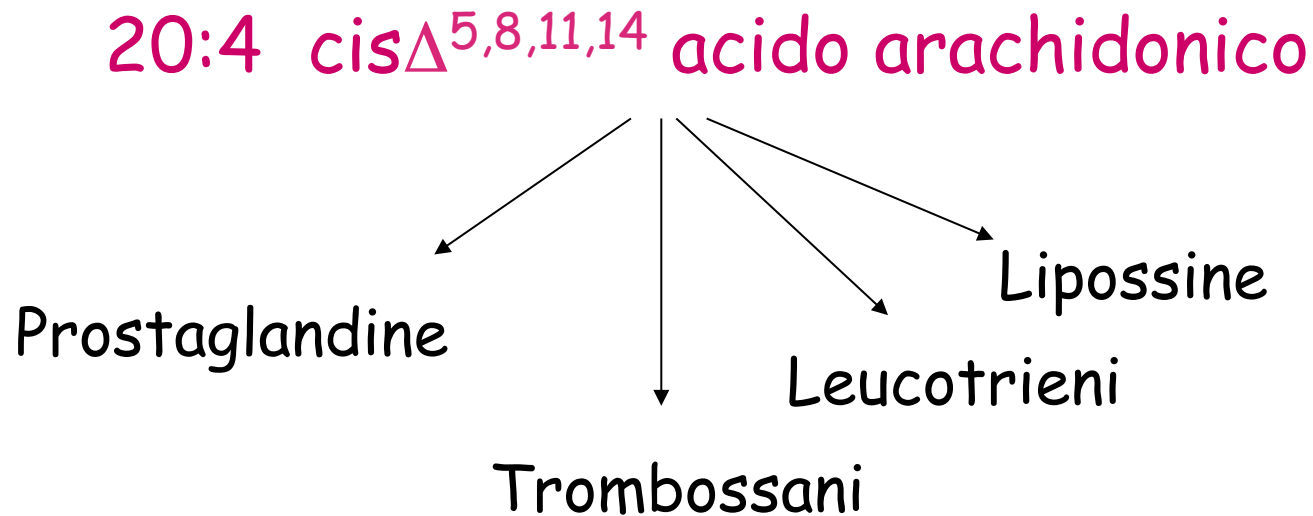 20:4 cisΔ5,8,11,14 acido arachidonico
Lipossine
Prostaglandine
Leucotrieni
Trombossani